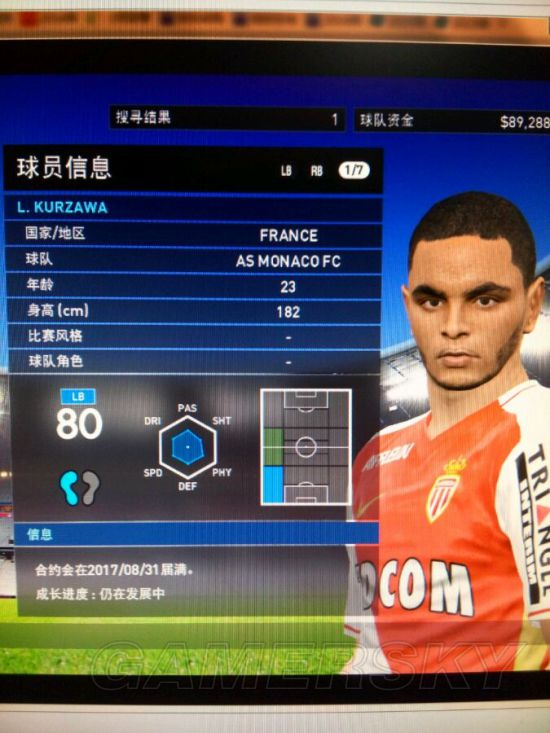 搜寻结果 1 球队资金 $89,288
球员信息 LB RB 1/7
L. KURZAWA
国家/地区 FRANCE
球队 AS MONACO FC
年龄 23
身高(cm) 182
比赛风格 -
球队角色 -
LB
80
PAS
DRI SHT
SPD PHY
DEF
信息
合约会在2017/08/31届满。
成长进度:仍在发展中
TRIANGLE
INTERIM
COM
GAMERSKY